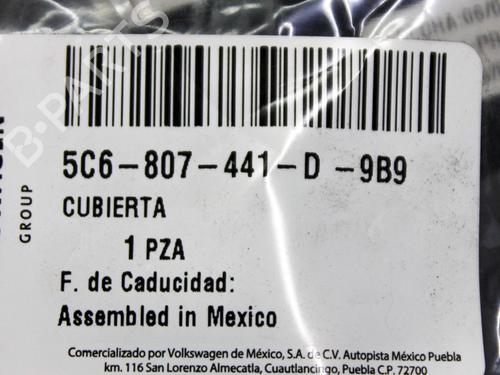 5C6-807-441-D -9B9
CUBIERTA
1 PZA
F. de Caducidad:
Assembled in Mexico
Comercializado por Volkswagen de México, S.A. de C.V. Autopista México Puebla
km. 116 San Lorenzo Almecatla, Cuautlancingo, Puebla C.P. 72700
GROUP
B-PARTS